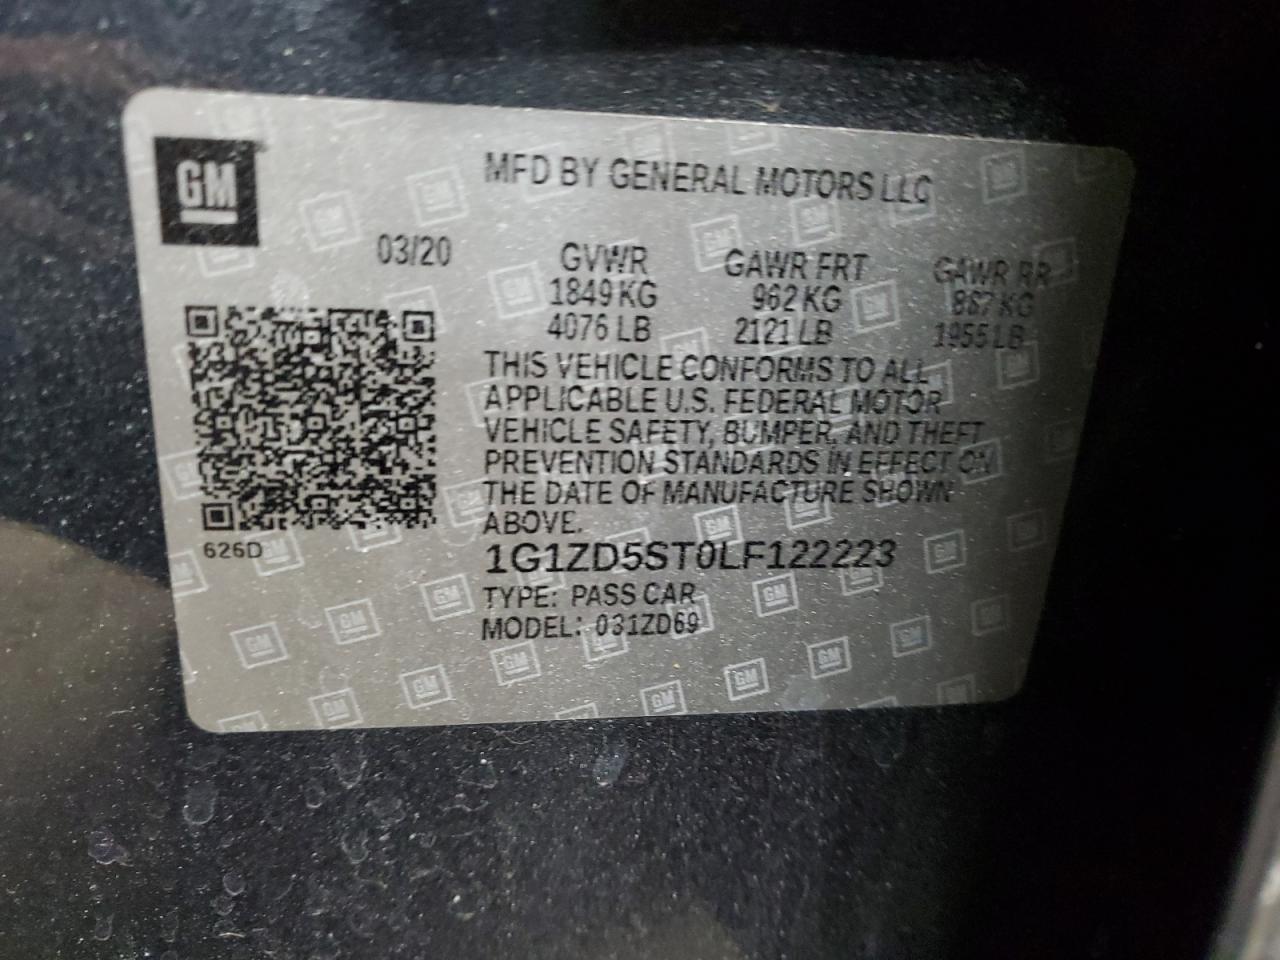 GM
MFD BY GENERAL MOTORS LLC
03/20
GVWR GAWR FRT GAWR RR
1849 KG 962 KG 887 KG
4076 LB 2121 LB 1955 LB
THIS VEHICLE CONFORMS TO ALL
APPLICABLE U.S. FEDERAL MOTOR
VEHICLE SAFETY, BUMPER, AND THEFT
PREVENTION STANDARDS IN EFFECT ON
THE DATE OF MANUFACTURE SHOWN
ABOVE.
626D
1G1ZD5ST0LF122223
TYPE: PASS CAR
MODEL: 031ZD69